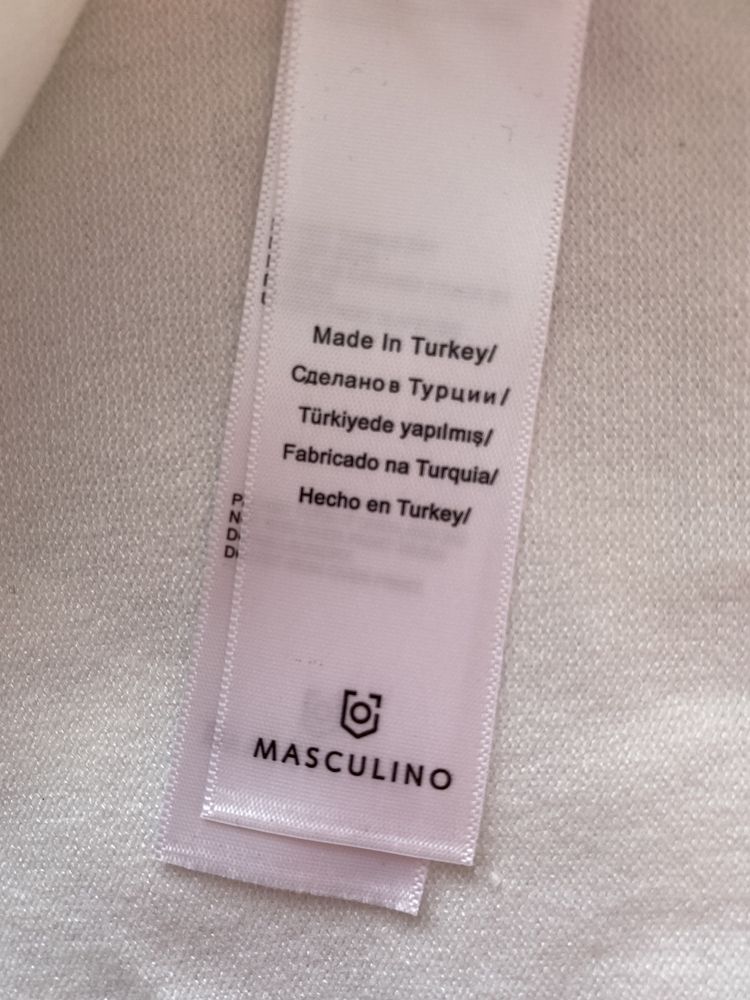 Made In Turkey/
Сделано в Турции/
Türkiyede yapılmış/
Fabricado na Turquia/
Hecho en Turkey/
MASCULINO